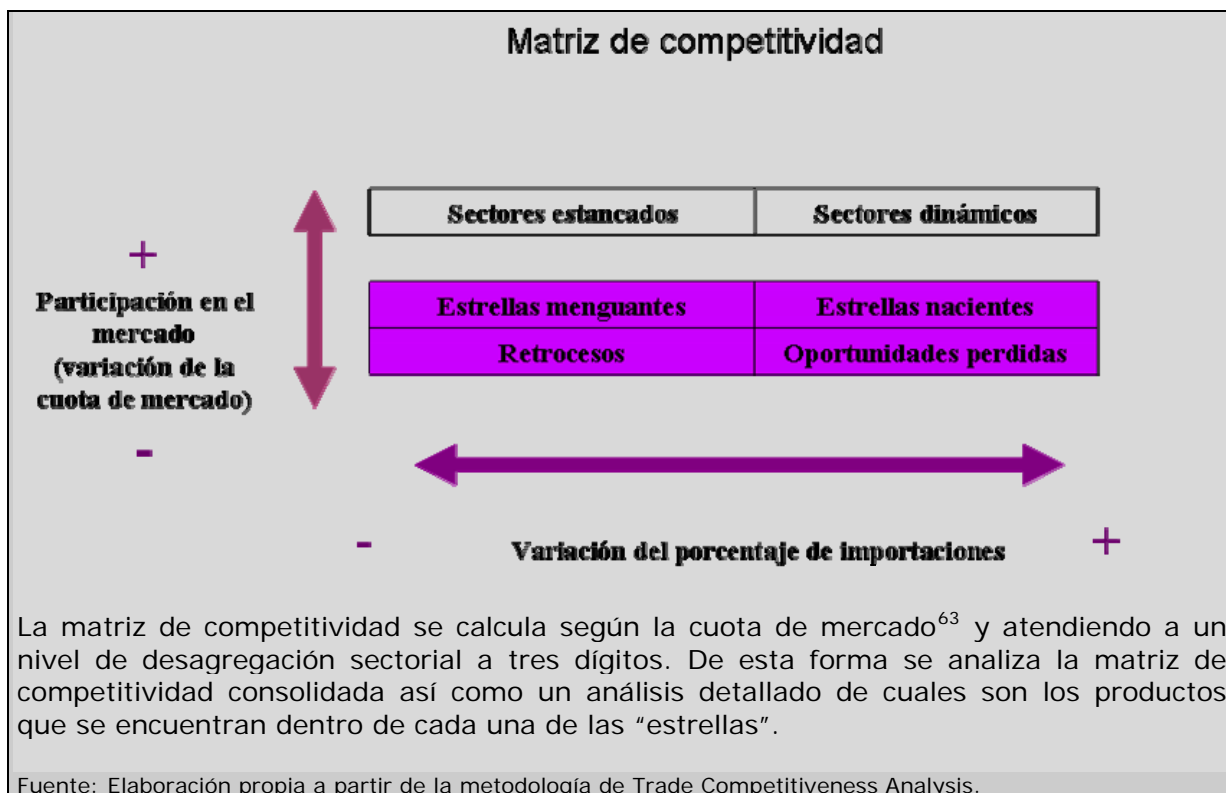 Matriz de competitividad
Sectores estancados Sectores dinámicos
+
Participación en el
mercado
(variación de la
cuota de mercado)
-
Estrellas menguantes Estrellas nacientes
Retrocesos Oportunidades perdidas
- Variación del porcentaje de importaciones +
La matriz de competitividad se calcula según la cuota de mercado63 y atendiendo a un
nivel de desagregación sectorial a tres dígitos. De esta forma se analiza la matriz de
competitividad consolidada así como un análisis detallado de cuales son los productos
que se encuentran dentro de cada una de las “estrellas”.
Fuente: Elaboración propia a partir de la metodología de Trade Competitiveness Analysis.